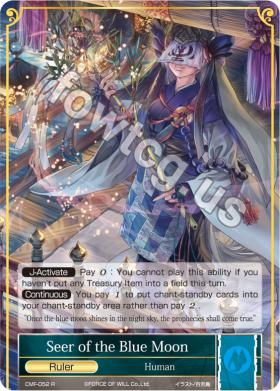 fowtcg.us
J-Activate Pay 0 : You cannot play this ability if you
haven't put any Treasury Item into a field this turn.
Continuous You pay 1 to put chant-standby cards into
your chant-standby area rather than pay 2 .
"Once the blue moon shines in the night sky, the prophecies shall come true."
Seer of the Blue Moon
Ruler
Human
CMF-052 R
©FORCE OF WILL Co.,Ltd.